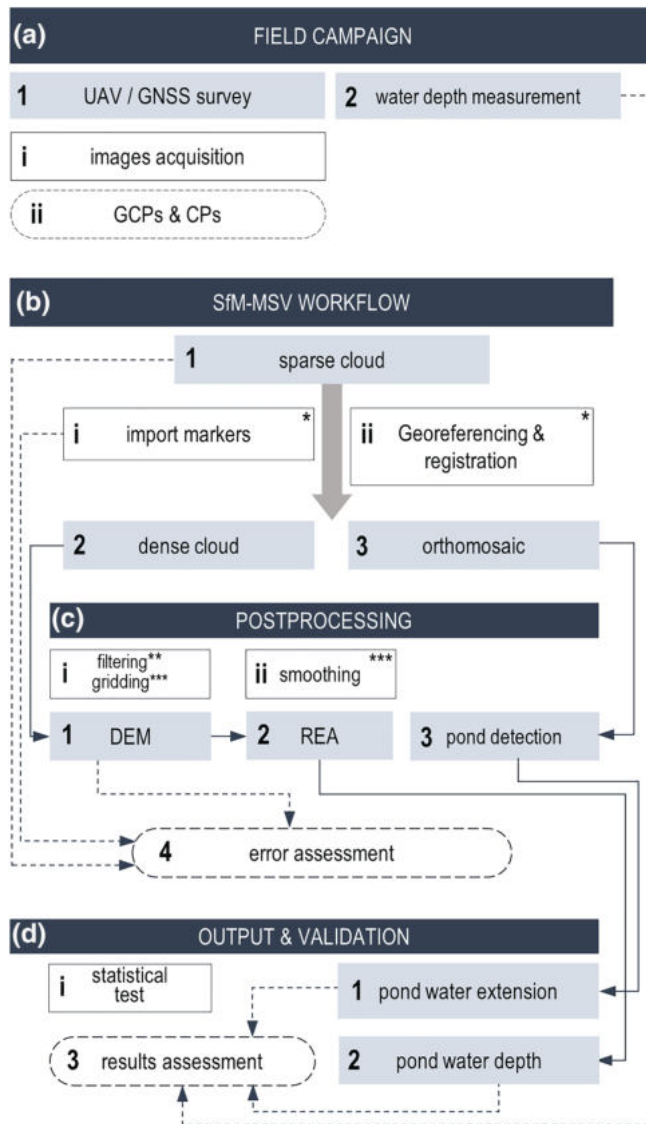 (a) FIELD CAMPAIGN
1 UAV / GNSS survey
2 water depth measurement
i images acquisition
ii GCPs & CPs
(b) SfM-MSV WORKFLOW
1 sparse cloud
i import markers *
ii Georeferencing & *
registration
2 dense cloud
3 orthomosaic
(c) POSTPROCESSING
i filtering**
gridding***
ii smoothing ***
1 DEM
2 REA
3 pond detection
4 error assessment
(d) OUTPUT & VALIDATION
i statistical
test
1 pond water extension
3 results assessment
2 pond water depth